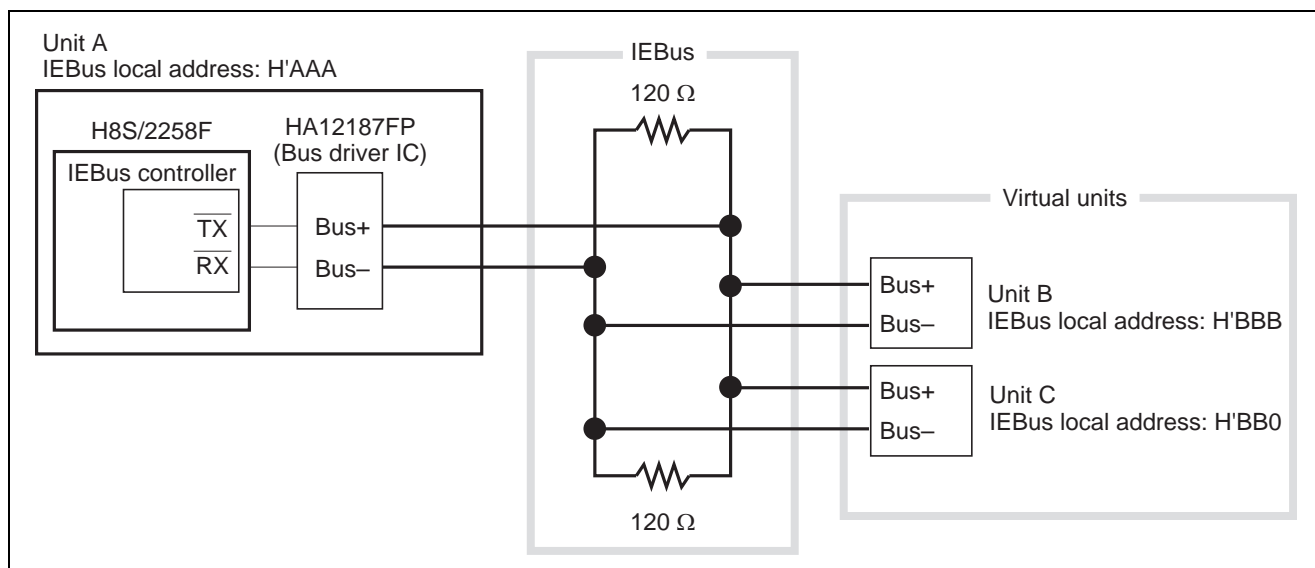 Unit A
IEBus local address: H'AAA
H8S/2258F
IEBus controller
TX
RX
HA12187FP
(Bus driver IC)
Bus+
Bus–
IEBus
120 Ω
120 Ω
Virtual units
Bus+
Bus–
Unit B
IEBus local address: H'BBB
Bus+
Bus–
Unit C
IEBus local address: H'BB0